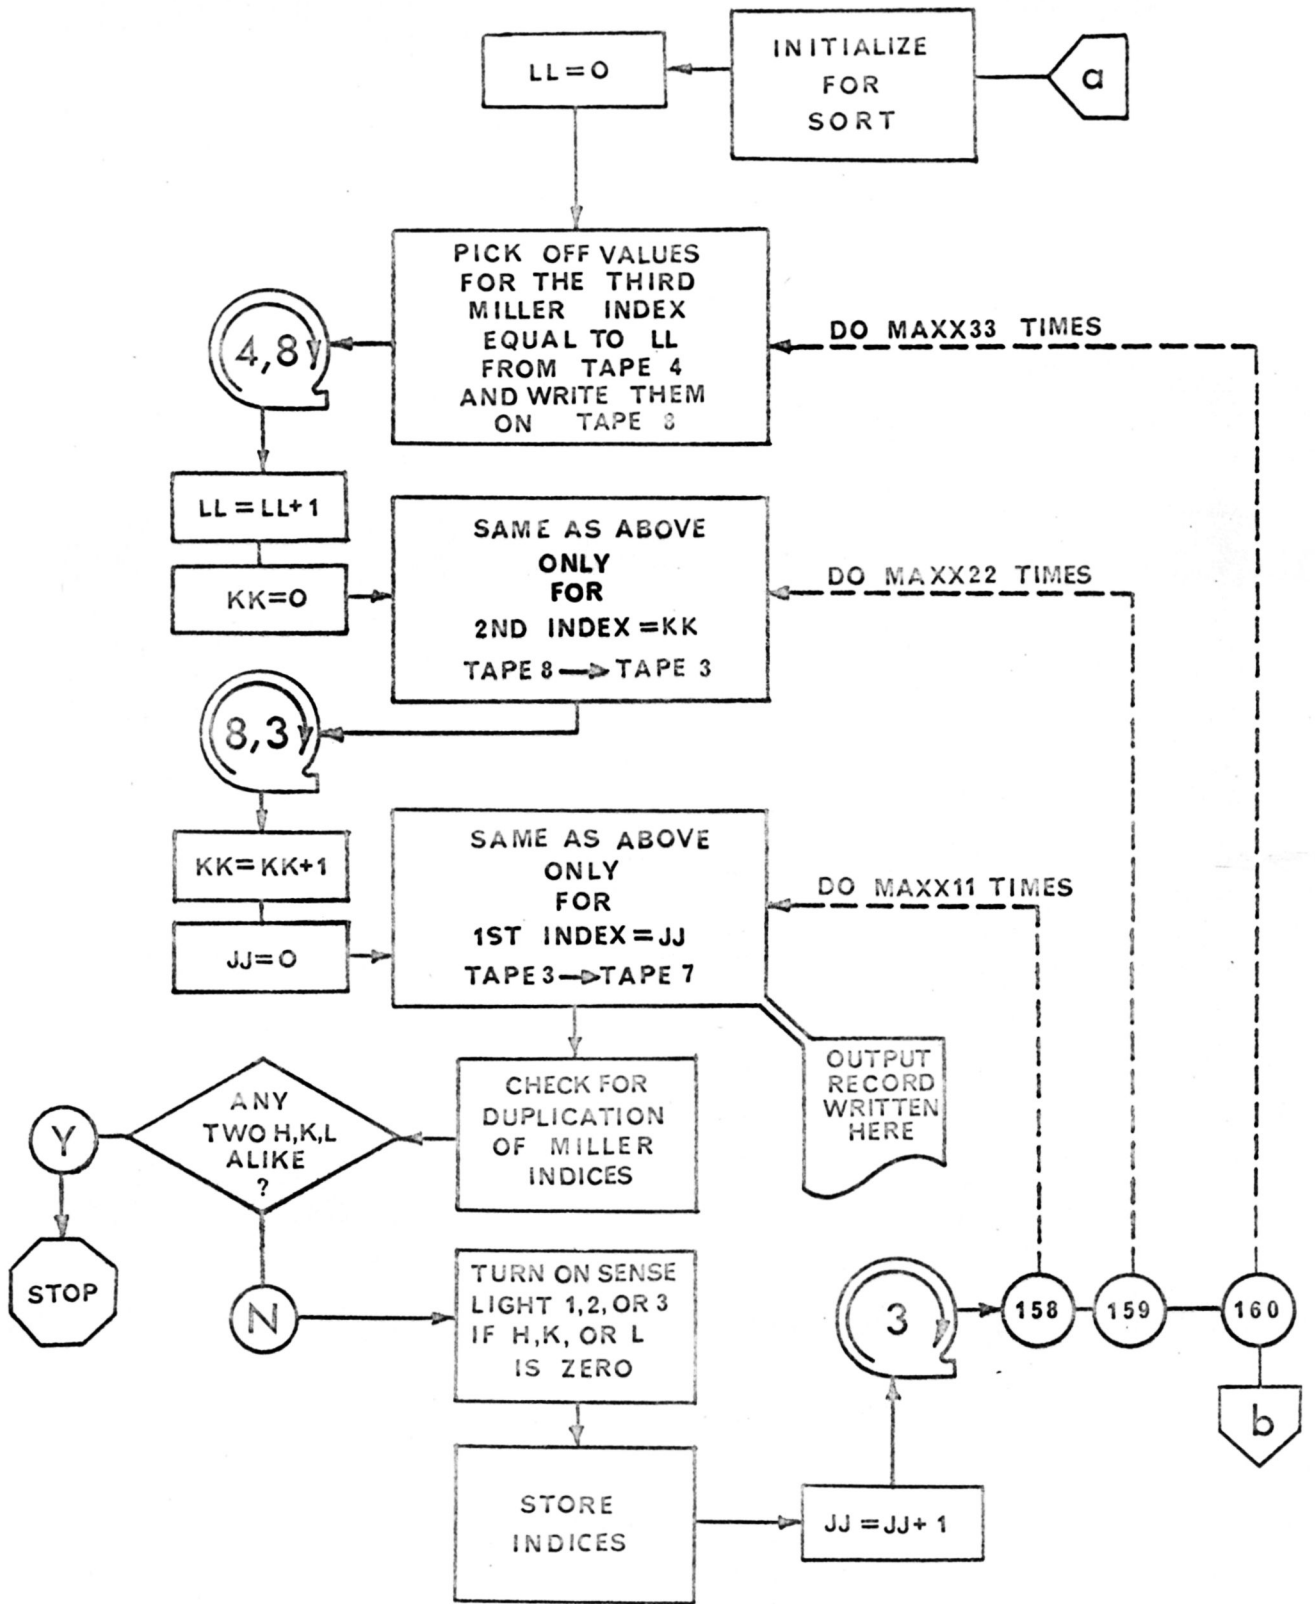 INITIALIZE
FOR
SORT
a
LL=0
PICK OFF VALUES
FOR THE THIRD
MILLER INDEX
EQUAL TO LL
FROM TAPE 4
AND WRITE THEM
ON TAPE 8
DO MAXX33 TIMES
4,8
LL=LL+1
KK=0
SAME AS ABOVE
ONLY
FOR
2ND INDEX=KK
TAPE 8→TAPE 3
DO MAXX22 TIMES
8,3
KK=KK+1
JJ=0
SAME AS ABOVE
ONLY
FOR
1ST INDEX=JJ
TAPE 3→TAPE 7
DO MAXX11 TIMES
OUTPUT
RECORD
WRITTEN
HERE
CHECK FOR
DUPLICATION
OF MILLER
INDICES
ANY
TWO H,K,L
ALIKE
?
Y
STOP
N
TURN ON SENSE
LIGHT 1,2,OR 3
IF H,K, OR L
IS ZERO
STORE
INDICES
JJ=JJ+1
3
158
159
160
b